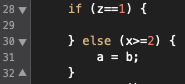 28 ▼ if (z==1) {
29
30 ▼ } else (x>=2) {
31 a = b;
32 ▲ }